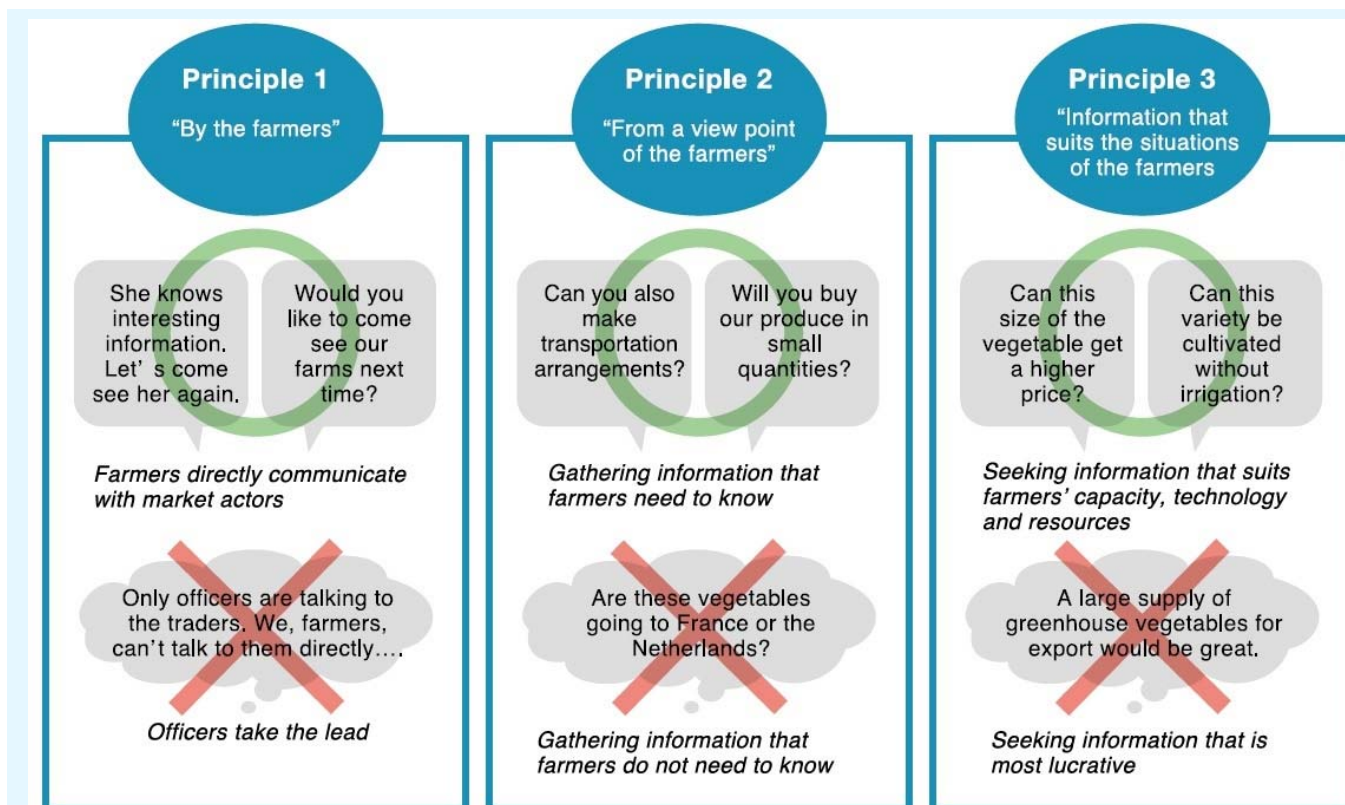 Principle 1
“By the farmers”
She knows
interesting
information.
Let’ s come
see her again.
Would you
like to come
see our
farms next
time?
Farmers directly communicate
with market actors
Only officers are talking to
the traders. We, farmers,
can’t talk to them directly….
Officers take the lead
Principle 2
“From a view point
of the farmers”
Can you also
make
transportation
arrangements?
Will you buy
our produce in
small
quantities?
Gathering information that
farmers need to know
Are these vegetables
going to France or the
Netherlands?
Gathering information that
farmers do not need to know
Principle 3
“Information that
suits the situations
of the farmers
Can this
size of the
vegetable get
a higher
price?
Can this
variety be
cultivated
without
irrigation?
Seeking information that suits
farmers’ capacity, technology
and resources
A large supply of
greenhouse vegetables for
export would be great.
Seeking information that is
most lucrative